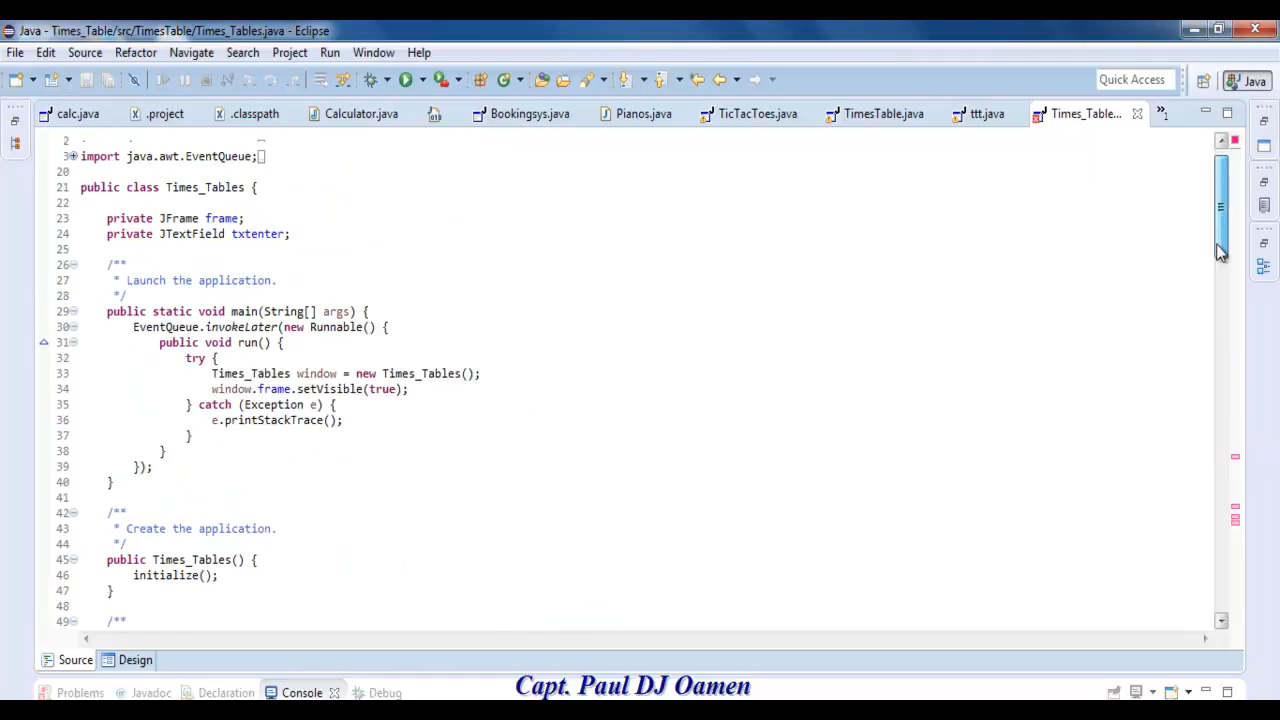 Java - Times_Table/src/TimesTable/Times_Tables.java - Eclipse
File Edit Source Refactor Navigate Search Project Run Window Help
Quick Access Java
calc.java .project .classpath Calculator.java Bookingsys.java Pianos.java TicTacToes.java TimesTable.java ttt.java Times_Table... »1
2
3 import java.awt.EventQueue;
20
21 public class Times_Tables {
22
23 private JFrame frame;
24 private JTextField txtenter;
25
26 /**
27 * Launch the application.
28 */
29 public static void main(String[] args) {
30 EventQueue.invokeLater(new Runnable() {
31 public void run() {
32 try {
33 Times_Tables window = new Times_Tables();
34 window.frame.setVisible(true);
35 } catch (Exception e) {
36 e.printStackTrace();
37 }
38 }
39 });
40 }
41
42 /**
43 * Create the application.
44 */
45 public Times_Tables() {
46 initialize();
47 }
48
49 /**
Source Design
Problems Javadoc Declaration Console Debug
Capt. Paul DJ Oamen